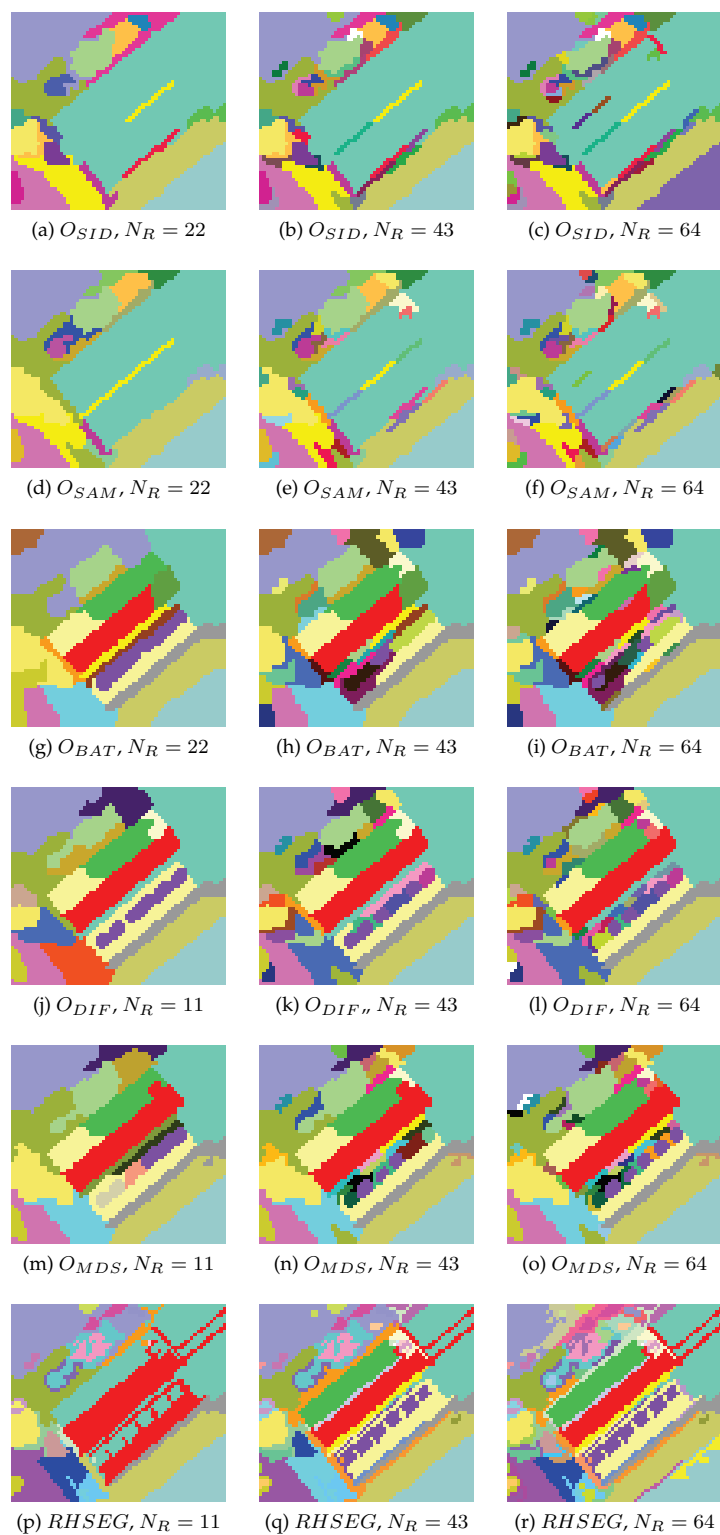 (a) O_{SID}, N_R = 22
(b) O_{SID}, N_R = 43
(c) O_{SID}, N_R = 64
(d) O_{SAM}, N_R = 22
(e) O_{SAM}, N_R = 43
(f) O_{SAM}, N_R = 64
(g) O_{BAT}, N_R = 22
(h) O_{BAT}, N_R = 43
(i) O_{BAT}, N_R = 64
(j) O_{DIF}, N_R = 11
(k) O_{DIF},, N_R = 43
(l) O_{DIF}, N_R = 64
(m) O_{MDS}, N_R = 11
(n) O_{MDS}, N_R = 43
(o) O_{MDS}, N_R = 64
(p) RHSEG, N_R = 11
(q) RHSEG, N_R = 43
(r) RHSEG, N_R = 64